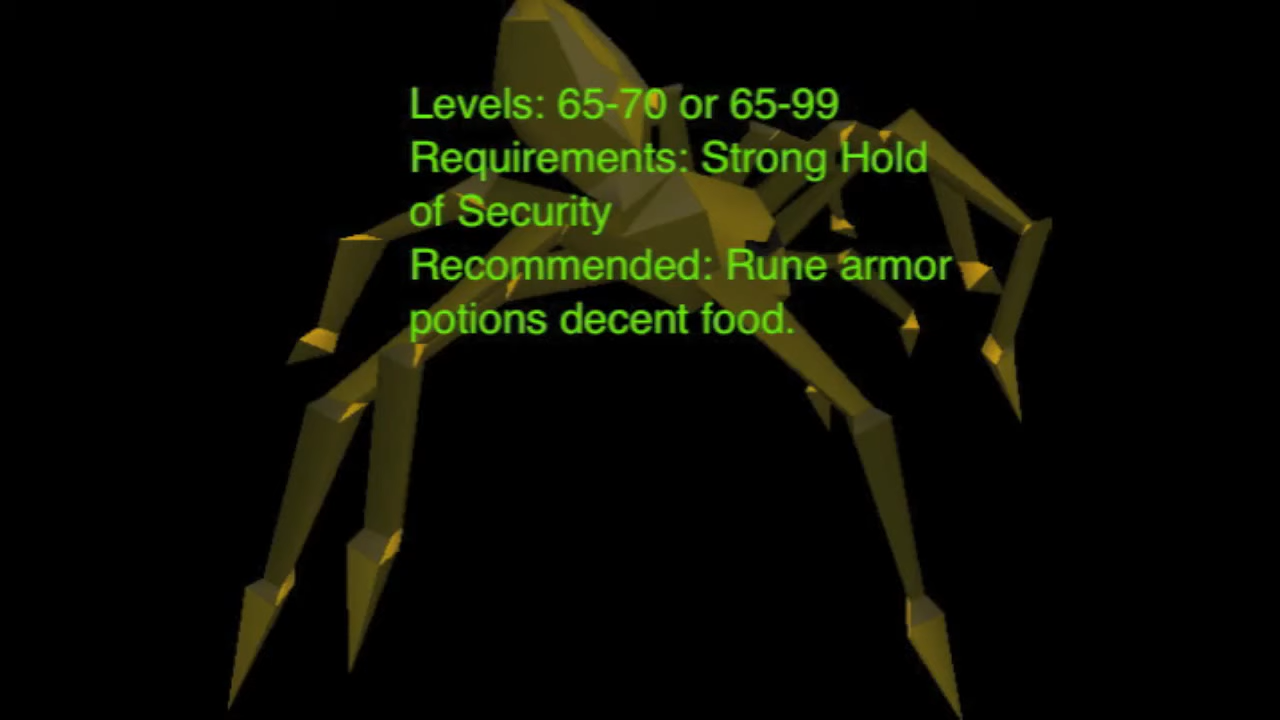 Levels: 65-70 or 65-99
Requirements: Strong Hold
of Security
Recommended: Rune armor
potions decent food.